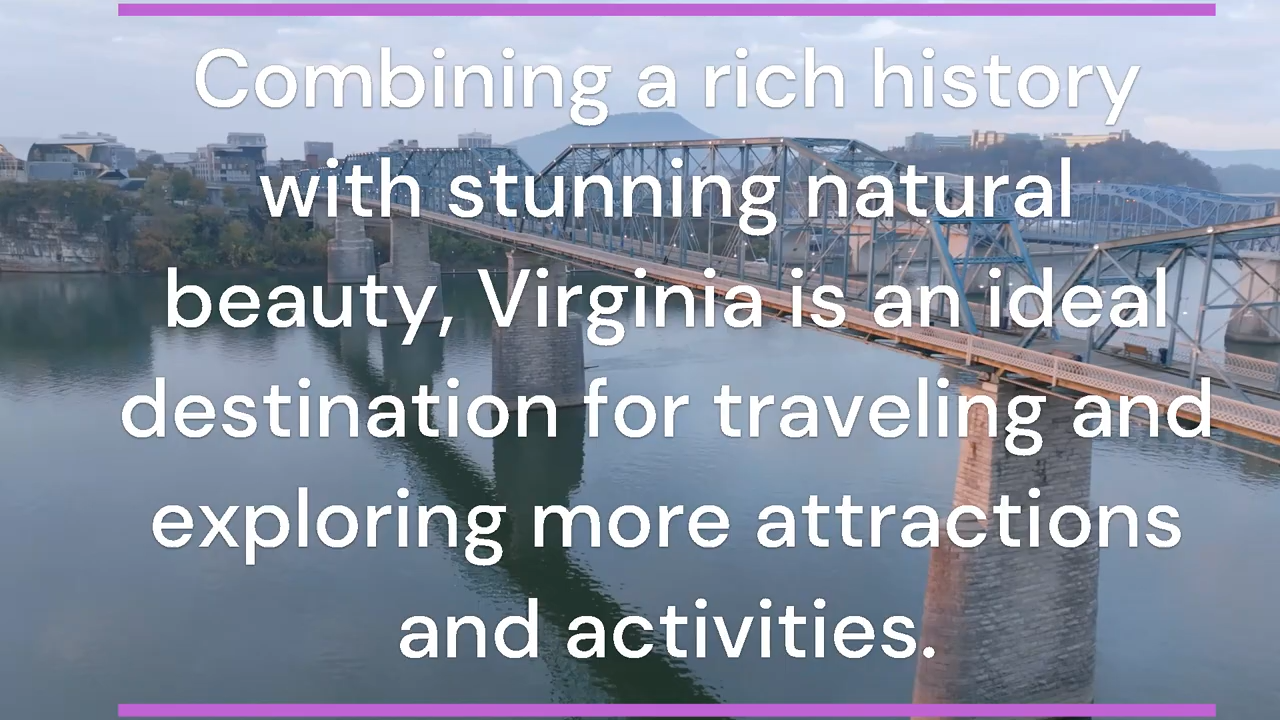 Combining a rich history
with stunning natural
beauty, Virginia is an ideal
destination for traveling and
exploring more attractions
and activities.